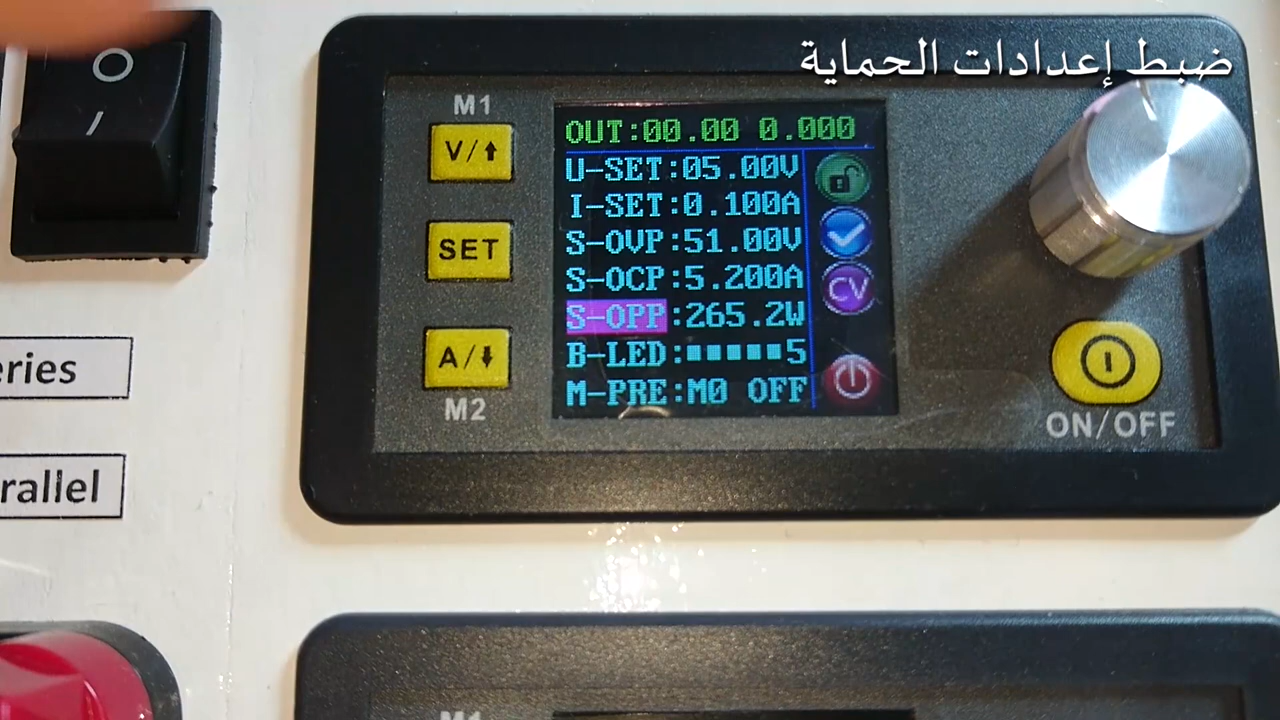 ضبط إعدادات الحماية
M1
V/⬆
SET
A/⬇
M2
OUT:00.00 0.000
U-SET:05.00V
I-SET:0.100A
S-OVP:51.00V
S-OCP:5.200A
S-OPP:265.2W
B-LED:▪▪▪▪▪5
M-PRE:M0 OFF
CV
ON/OFF
eries
rallel
M1